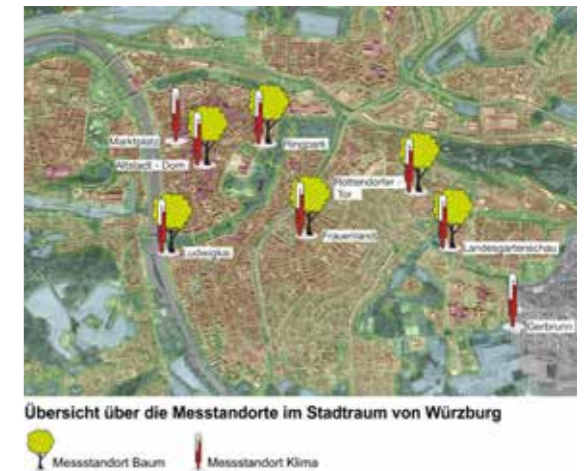 Marktplatz
Altstadt - Dom
Ringpark
Rottendorfer -
Tor
Frauenland
Ludwigkai
Landesgartenschau
Gerbrunn
Übersicht über die Messtandorte im Stadtraum von Würzburg
Messstandort Baum
Messstandort Klima